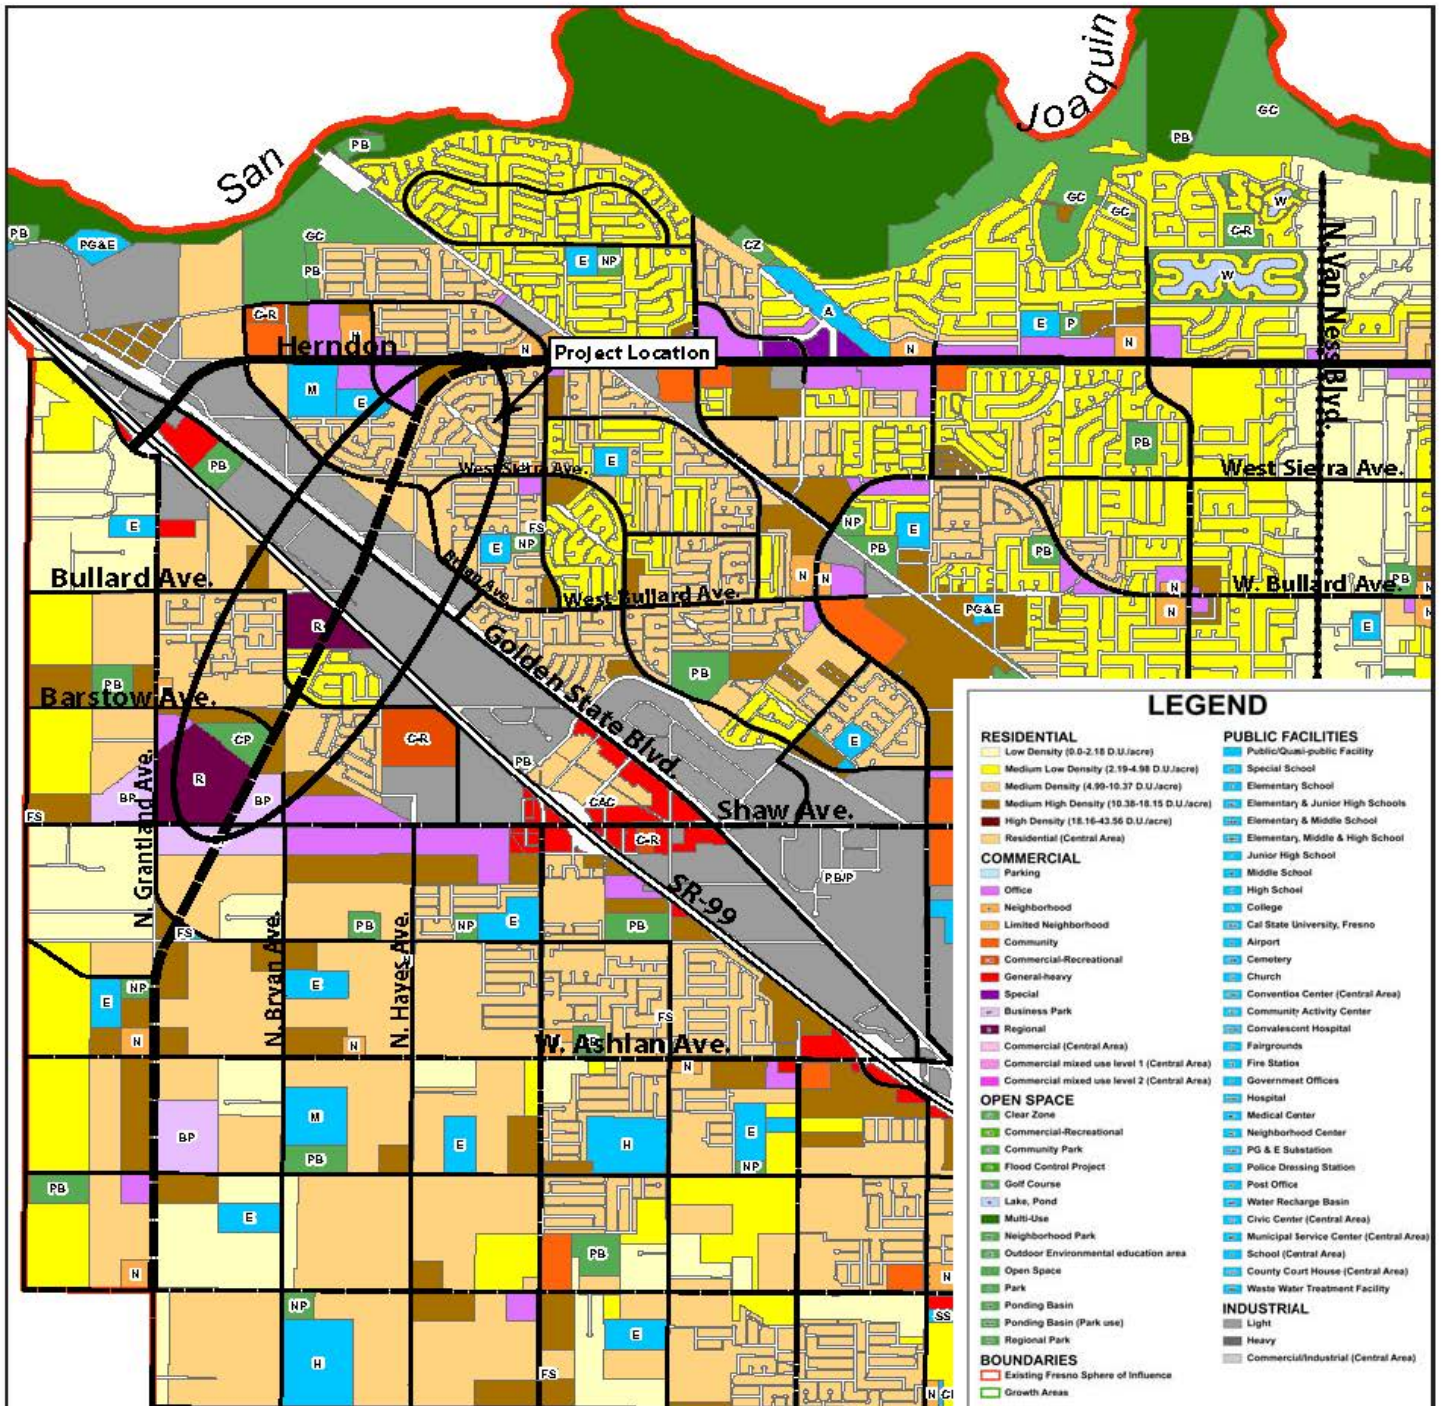 San
Joaquin
GC
PB
PB
PB
PG&E
GC
PB
E
NP
CZ
GC
GC
C-R
W
W
N. Van Ness Blvd.
A
C-R
H
N
Herndon
Project Location
E
P
N
N
M
E
PB
PB
West Sierra Ave.
E
West Sierra Ave.
E
FS
E
NP
NP
E
PB
PB
Bullard Ave.
Bryan Ave.
West Bullard Ave.
N
N
N
W. Bullard Ave.
PB
PG&E
N
N
E
R
Golden State Blvd.
PB
PB
Barstow Ave.
CP
C-R
E
R
BP
BP
PB
CAC
Shaw Ave.
FS
C-R
PB/P
N. Grantland Ave.
SR-99
FS
PB
NP
E
PB
N. Bryan Ave.
N. Hayes Ave.
E
NP
E
FS
N
N
W. Ashlan Ave.
N
BP
M
PB
E
H
E
NP
PB
E
PB
N
N
NP
H
E
FS
SS
N
LEGEND
RESIDENTIAL
Low Density (0.0-2.18 D.U./acre)
Medium Low Density (2.19-4.98 D.U./acre)
Medium Density (4.99-10.37 D.U./acre)
Medium High Density (10.38-18.15 D.U./acre)
High Density (18.16-43.56 D.U./acre)
Residential (Central Area)
COMMERCIAL
Parking
Office
Neighborhood
Limited Neighborhood
Community
Commercial-Recreational
General-heavy
Special
Business Park
Regional
Commercial (Central Area)
Commercial mixed use level 1 (Central Area)
Commercial mixed use level 2 (Central Area)
OPEN SPACE
Clear Zone
Commercial-Recreational
Community Park
Flood Control Project
Golf Course
Lake, Pond
Multi-Use
Neighborhood Park
Outdoor Environmental education area
Open Space
Park
Ponding Basin
Ponding Basin (Park use)
Regional Park
BOUNDARIES
Existing Fresno Sphere of Influence
Growth Areas
PUBLIC FACILITIES
Public/Quasi-public Facility
Special School
Elementary School
Elementary & Junior High Schools
Elementary & Middle School
Elementary, Middle & High School
Junior High School
Middle School
High School
College
Cal State University, Fresno
Airport
Cemetery
Church
Convention Center (Central Area)
Community Activity Center
Convalescent Hospital
Fairgrounds
Fire Station
Government Offices
Hospital
Medical Center
Neighborhood Center
PG & E Substation
Police Dressing Station
Post Office
Water Recharge Basin
Civic Center (Central Area)
Municipal Service Center (Central Area)
School (Central Area)
County Court House (Central Area)
Waste Water Treatment Facility
INDUSTRIAL
Light
Heavy
Commercial/Industrial (Central Area)